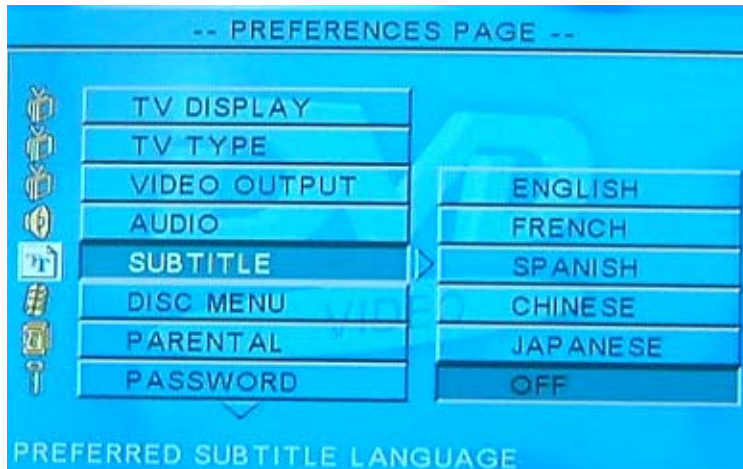 -- PREFERENCES PAGE --
TV DISPLAY
TV TYPE
VIDEO OUTPUT
AUDIO
SUBTITLE
DISC MENU
PARENTAL
PASSWORD
ENGLISH
FRENCH
SPANISH
CHINESE
JAPANESE
OFF
VIDEO
PREFERRED SUBTITLE LANGUAGE